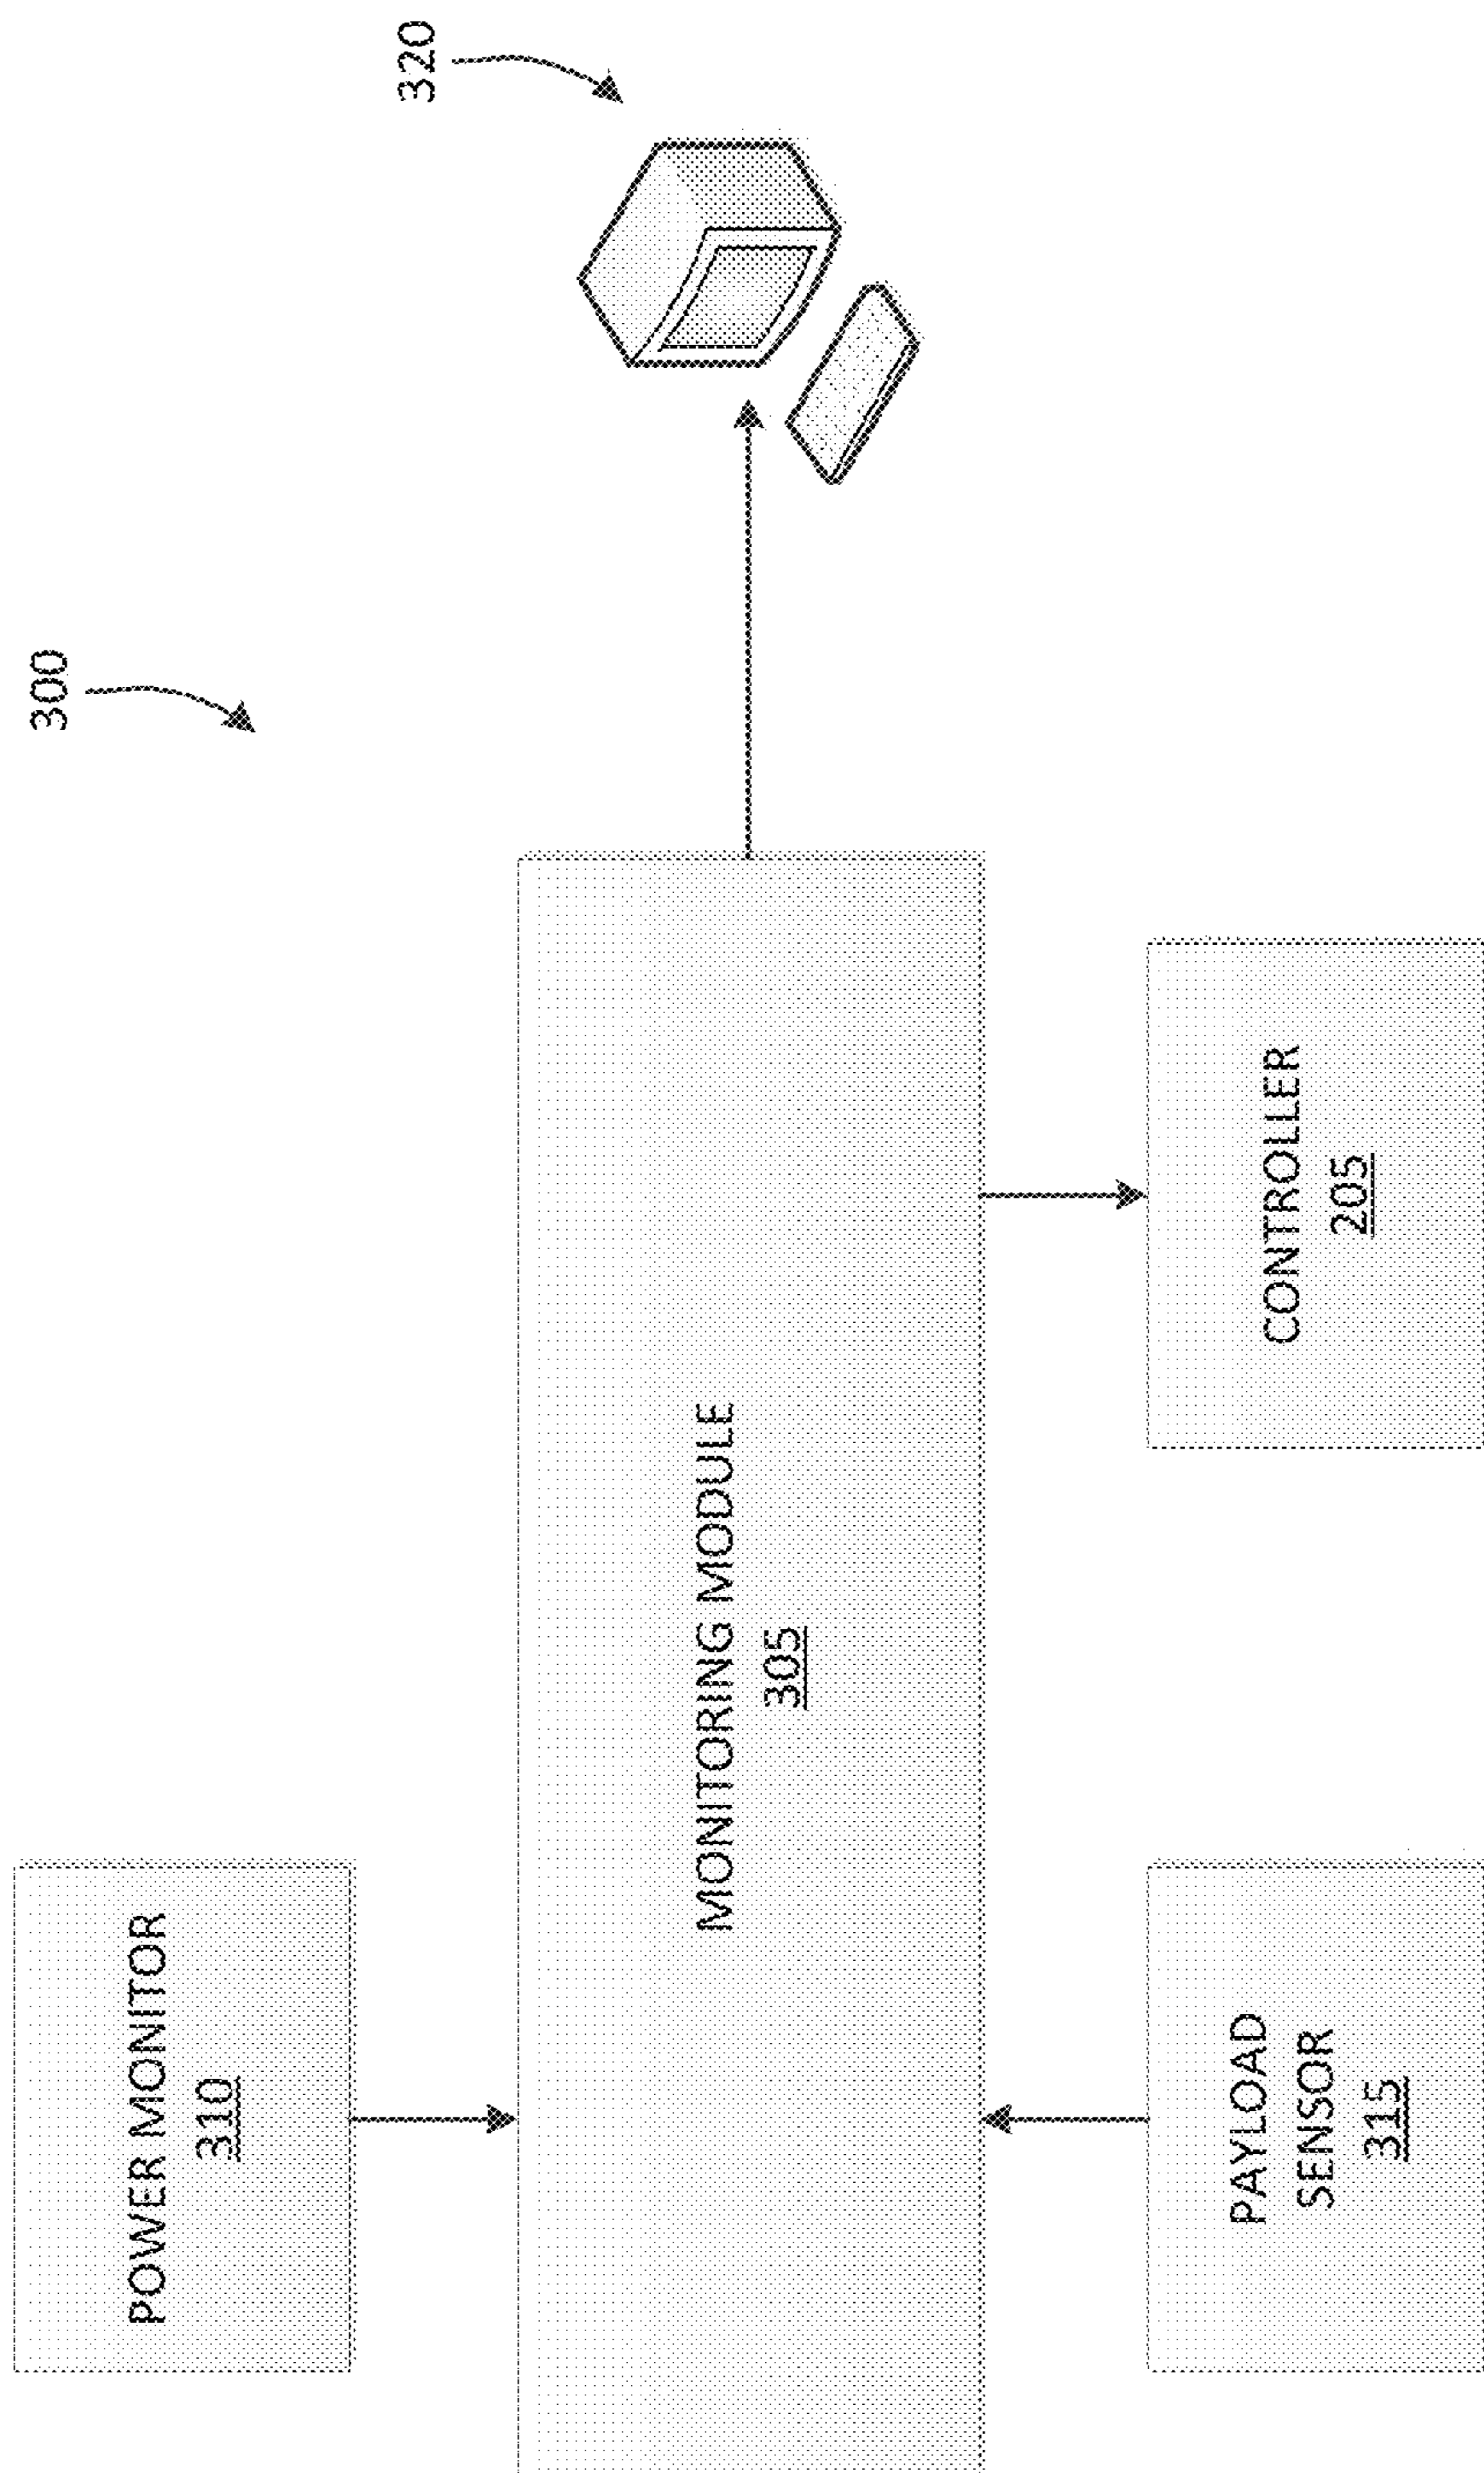 300
320
POWER MONITOR
310
MONITORING MODULE
305
PAYLOAD
SENSOR
315
CONTROLLER
205